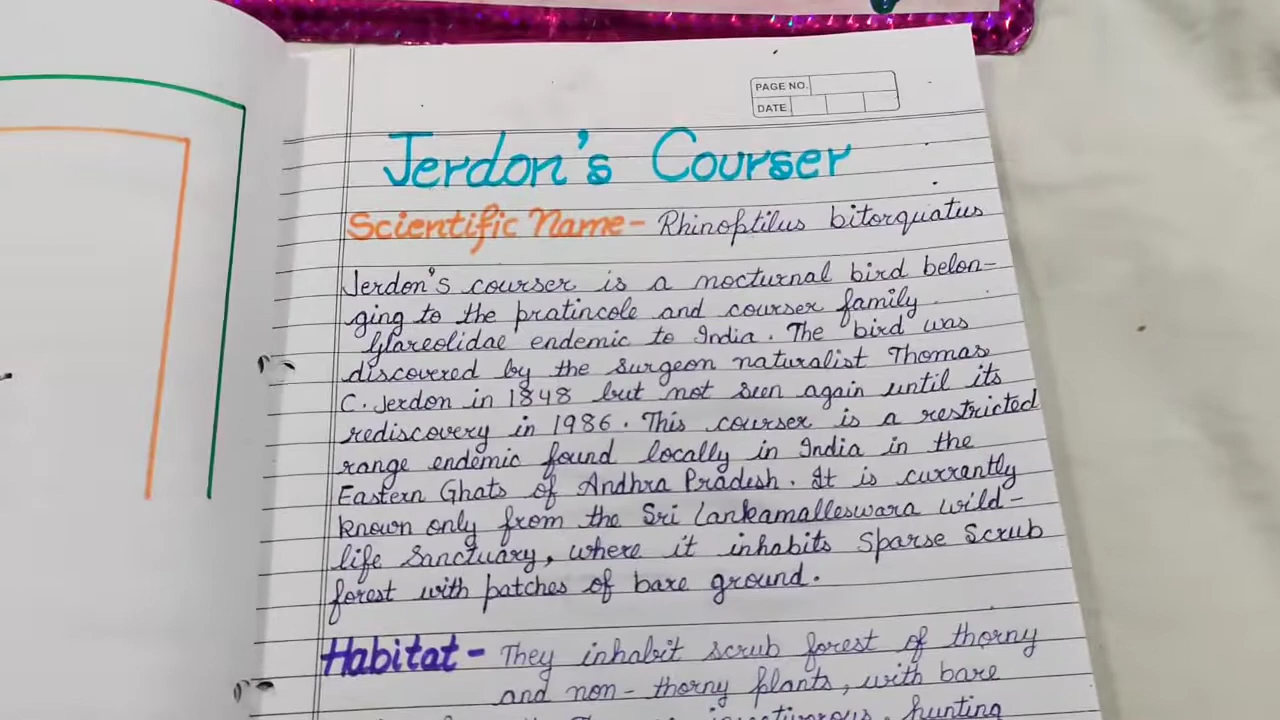 PAGE NO.
DATE
Jerdon's Courser
Scientific Name- Rhinoptilus bitorquatus
Jerdon's courser is a nocturnal bird belon-
ging to the pratincole and courser family
Glareolidae endemic to India. The bird was
discovered by the surgeon naturalist Thomas
C. Jerdon in 1848 but not seen again until its
rediscovery in 1986. This courser is a restricted
range endemic found locally in India in the
Eastern Ghats of Andhra Pradesh. It is currantly
known only from the Sri Lankamalleswara wild-
life Sanctuary, where it inhabits Sparse Scrub
forest with patches of bare ground.
Habitat- They inhabit scrub forest of thorny
and non-thorny plants, with bare
insectivorous, hunting